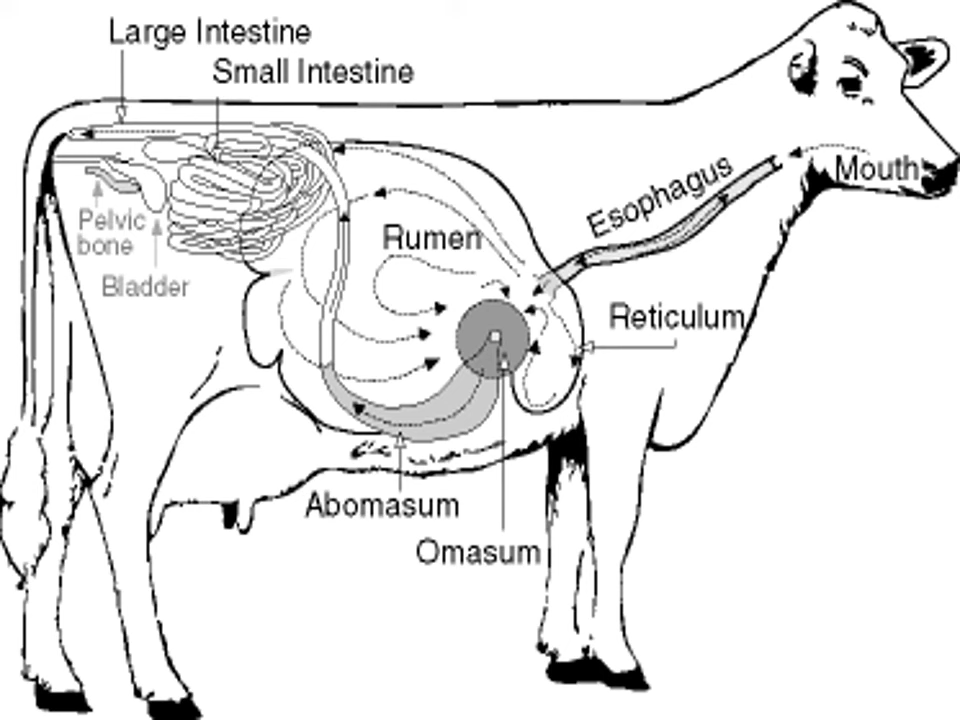 Large Intestine
Small Intestine
Mouth
Esophagus
Pelvic
bone
Rumen
Bladder
Reticulum
Abomasum
Omasum